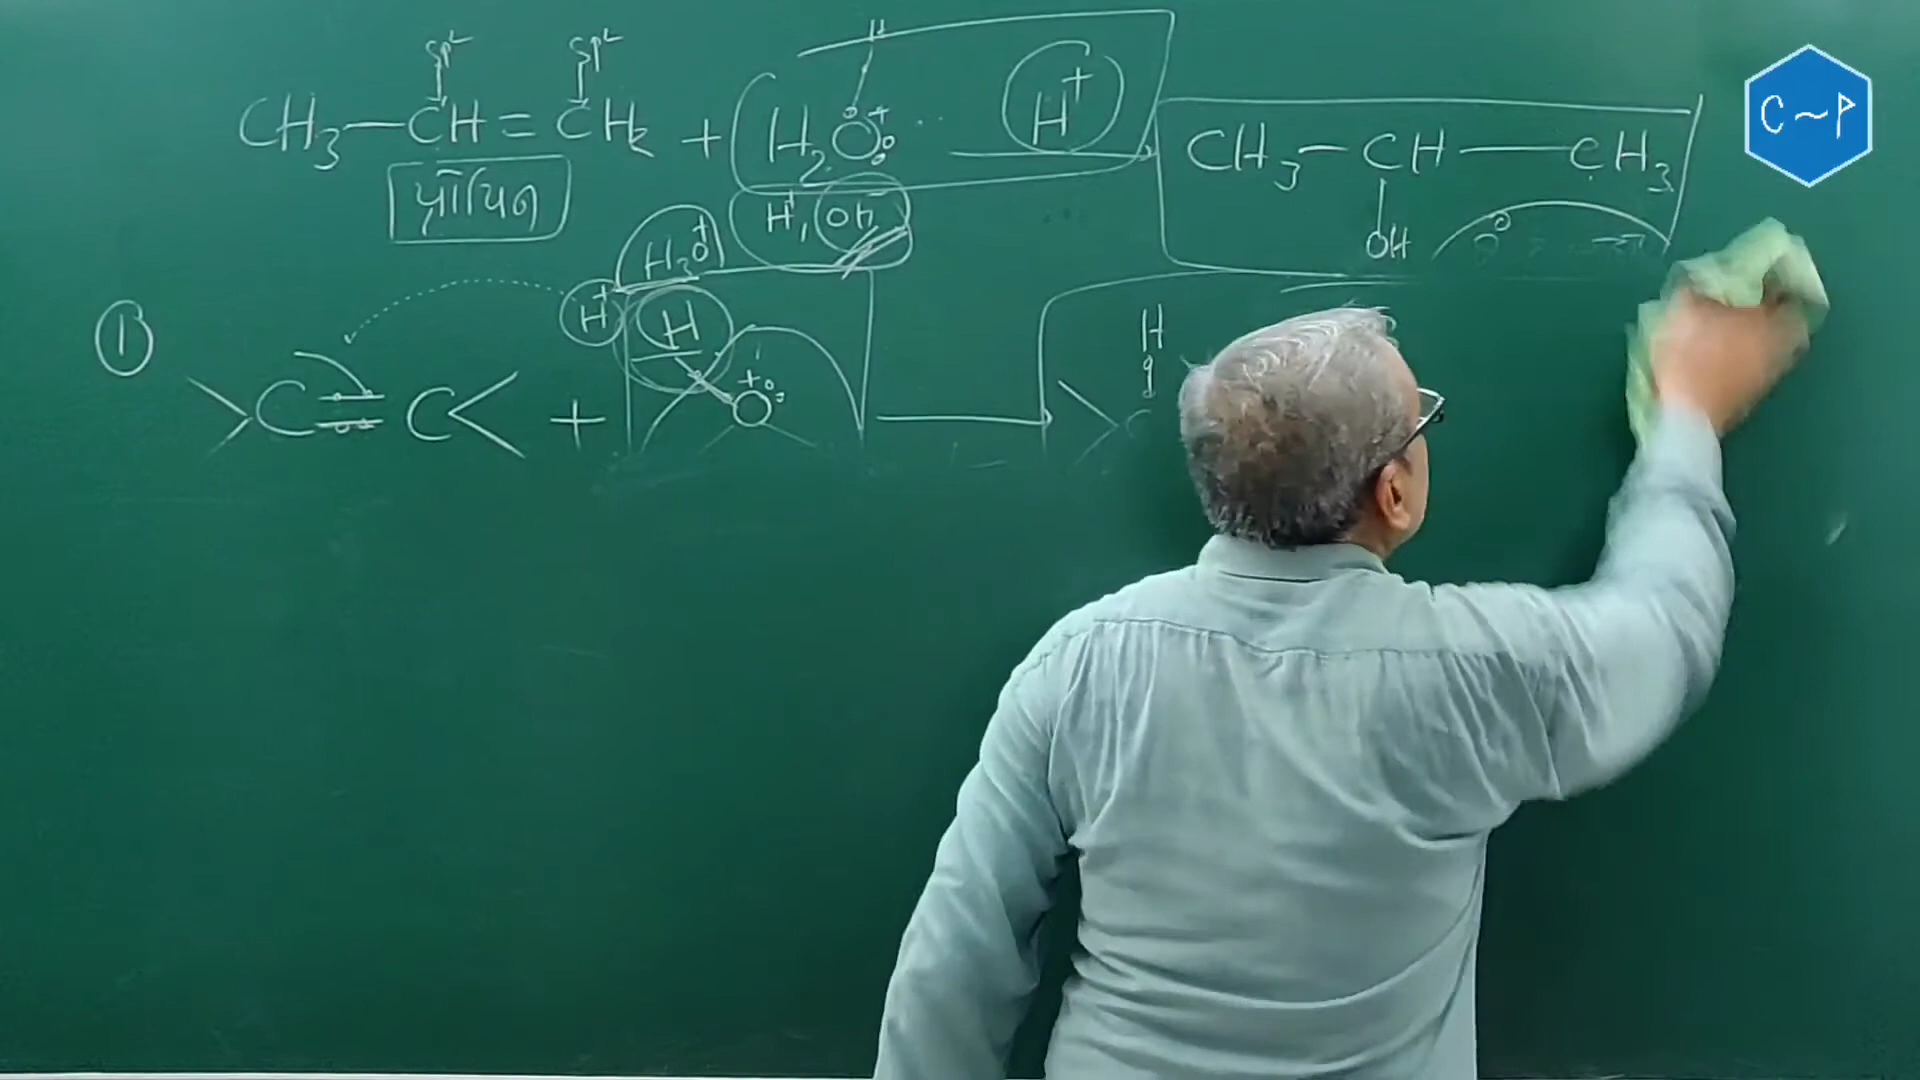 sp² sp² H
CH₃—CH=CH₂ + H₂O⁺ H⁺ CH₃—CH—CH₃
प्रोपिन H⁺, OH⁻ OH
H₃O⁺
① H⁺ H H
C=C + O⁺ C
C~P